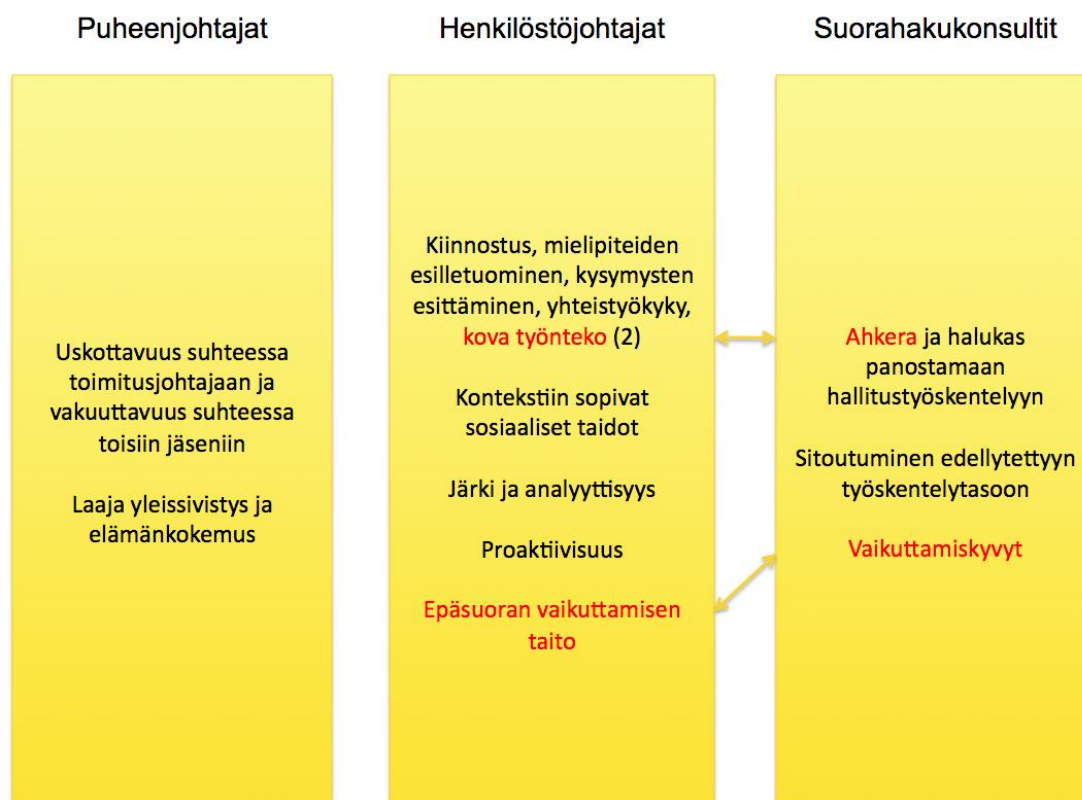 Puheenjohtajat
Henkilöstöjohtajat
Suorahakukonsultit
Uskottavuus suhteessa
toimitusjohtajaan ja
vakuuttavuus suhteessa
toisiin jäseniin
Laaja yleissivistys ja
elämänkokemus
Kiinnostus, mielipiteiden
esilletuominen, kysymysten
esittäminen, yhteistyökyky,
kova työnteko (2)
Kontekstiin sopivat
sosiaaliset taidot
Järki ja analyyttisyys
Proaktiivisuus
Epäsuoran vaikuttamisen
taito
Ahkera ja halukas
panostamaan
hallitustyöskentelyyn
Sitoutuminen edellytettyyn
työskentelytasoon
Vaikuttamiskyvyt